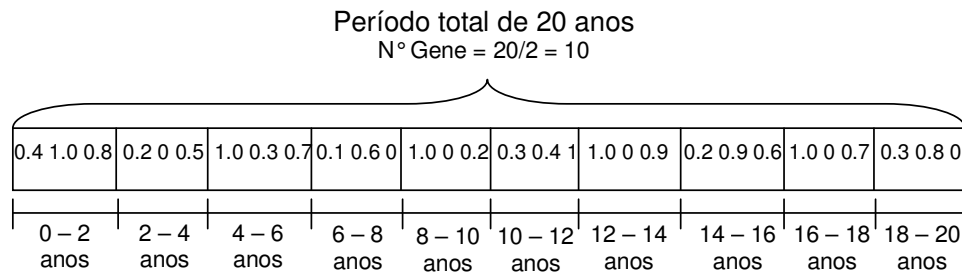 Período total de 20 anos
N° Gene = 20/2 = 10
0.4 1.0 0.8 0.2 0 0.5 1.0 0.3 0.7 0.1 0.6 0 1.0 0 0.2 0.3 0.4 1 1.0 0 0.9 0.2 0.9 0.6 1.0 0 0.7 0.3 0.8 0
0 – 2 2 – 4 4 – 6 6 – 8 8 – 10 10 – 12 12 – 14 14 – 16 16 – 18 18 – 20
anos anos anos anos anos anos anos anos anos anos